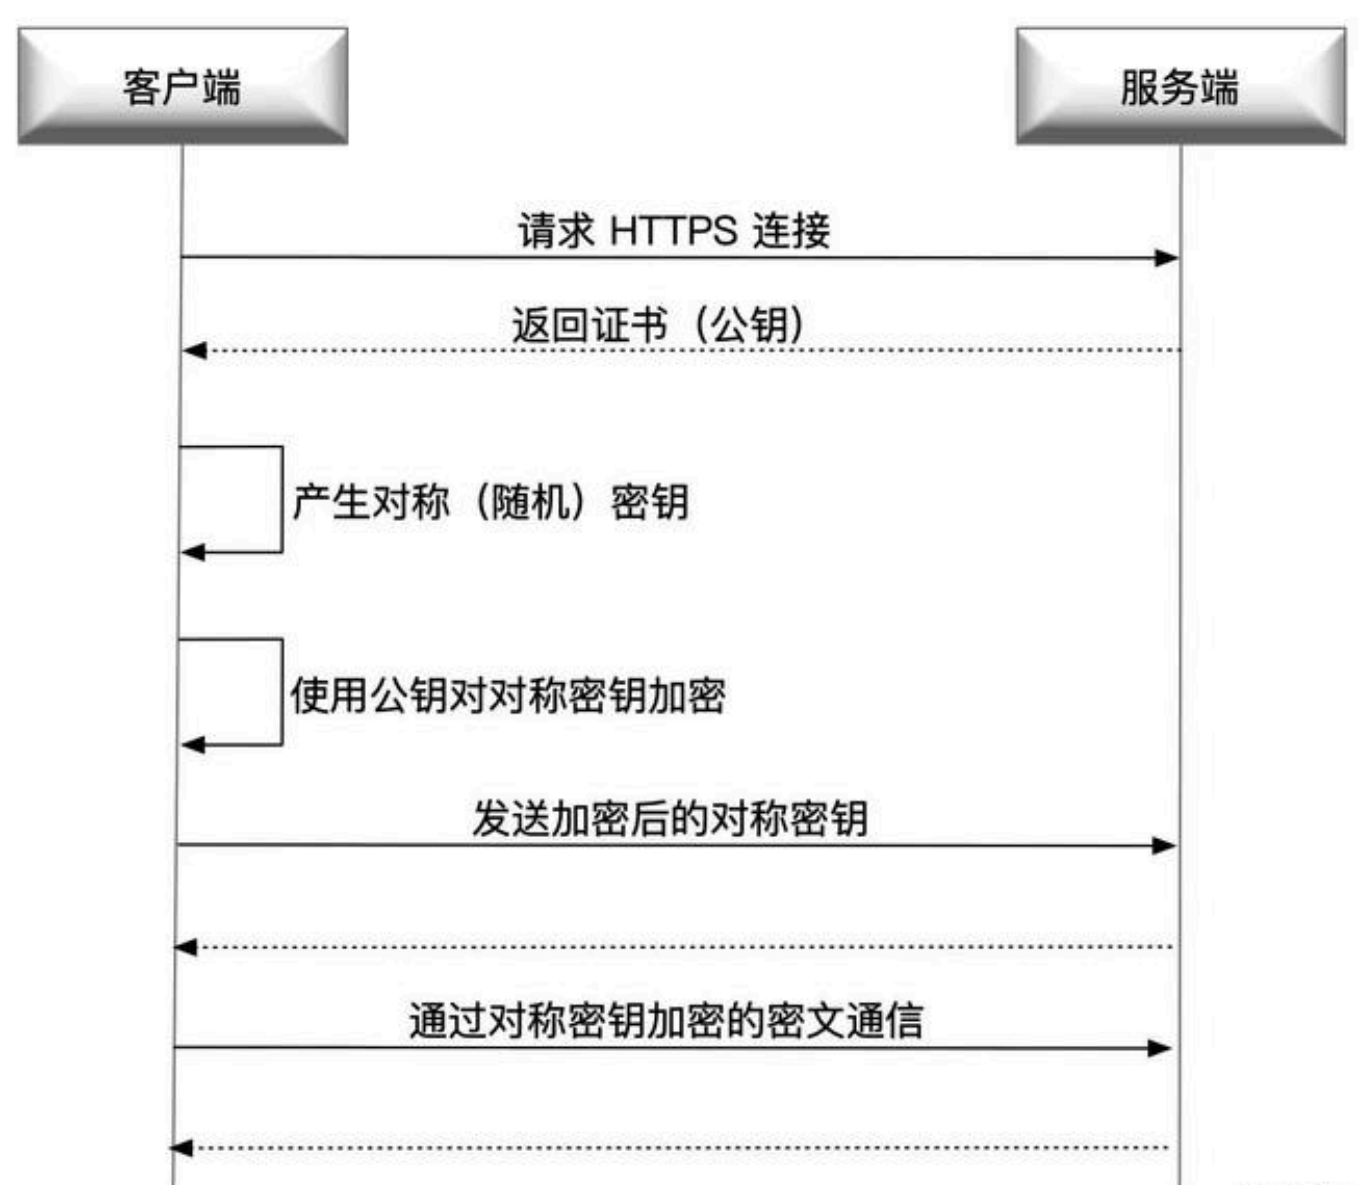 客户端
服务端
请求 HTTPS 连接
返回证书（公钥）
产生对称（随机）密钥
使用公钥对对称密钥加密
发送加密后的对称密钥
通过对称密钥加密的密文通信